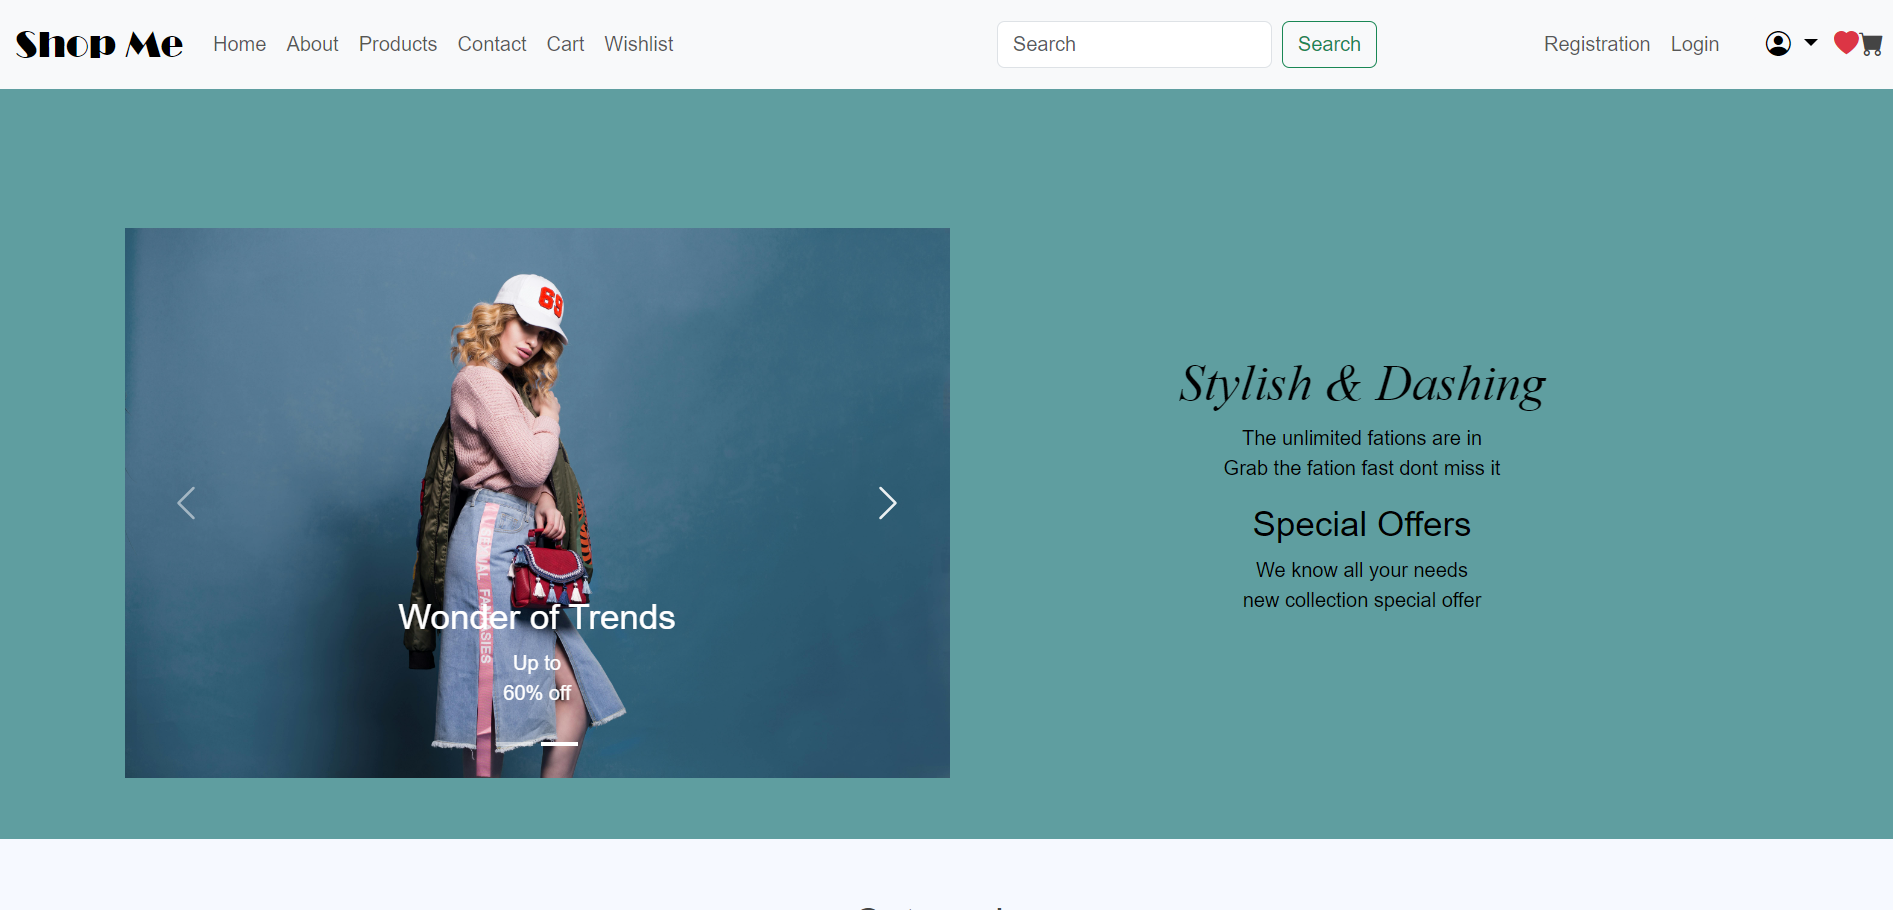 Shop Me
Home About Products Contact Cart Wishlist
Search
Search
Registration Login
Wonder of Trends
Up to
60% off
Stylish & Dashing
The unlimited fations are in
Grab the fation fast dont miss it
Special Offers
We know all your needs
new collection special offer